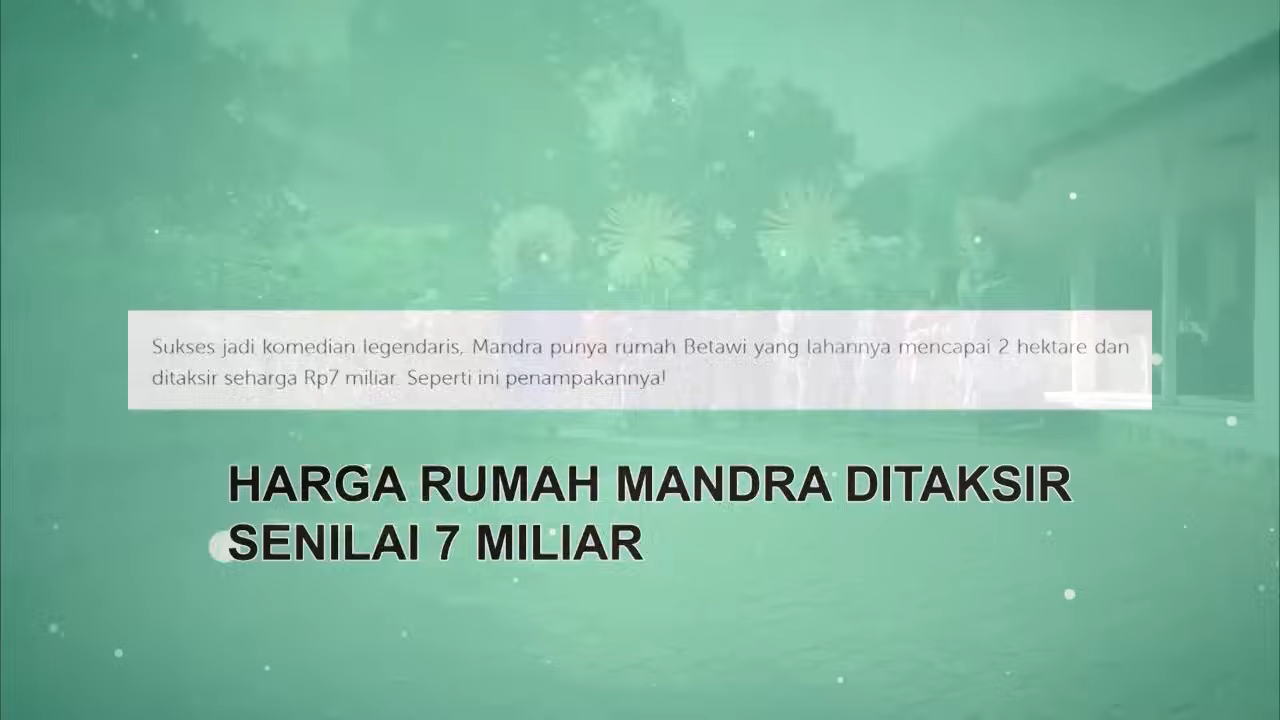 Sukses jadi komedian legendaris, Mandra punya rumah Betawi yang lahannya mencapai 2 hektare dan
ditaksir seharga Rp7 miliar. Seperti ini penampakannya!
HARGA RUMAH MANDRA DITAKSIR
SENILAI 7 MILIAR